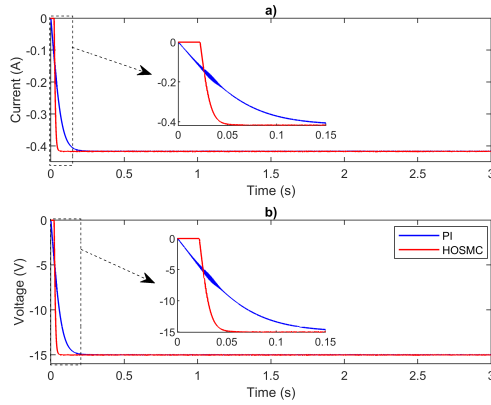 a)
Current (A)
0
-0.1
-0.2
-0.3
-0.4
0
-0.2
-0.4
0
0.05
0.1
0.15
0 0.5 1 1.5 2 2.5 3
Time (s)
b)
Voltage (V)
0
-5
-10
-15
0
-5
-10
-15
0 0.05 0.1 0.15
PI
HOSMC
0 0.5 1 1.5 2 2.5 3
Time (s)